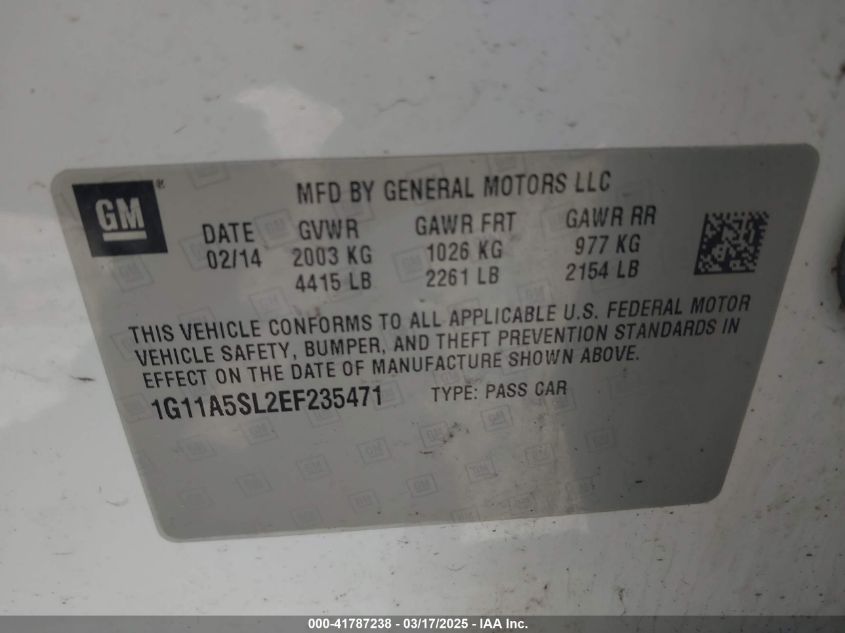 GM®
MFD BY GENERAL MOTORS LLC
DATE GVWR GAWR FRT GAWR RR
02/14 2003 KG 1026 KG 977 KG
4415 LB 2261 LB 2154 LB
THIS VEHICLE CONFORMS TO ALL APPLICABLE U.S. FEDERAL MOTOR
VEHICLE SAFETY, BUMPER, AND THEFT PREVENTION STANDARDS IN
EFFECT ON THE DATE OF MANUFACTURE SHOWN ABOVE.
1G11A5SL2EF235471 TYPE: PASS CAR
000-41787238 - 03/17/2025 - IAA Inc.